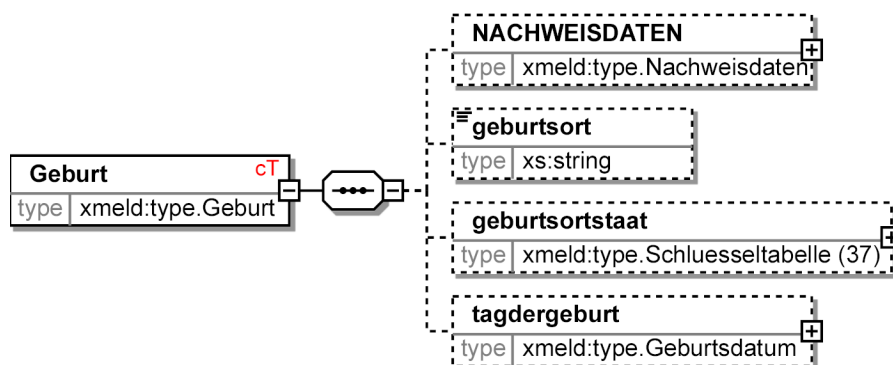 NACHWEISDATEN
type xmeld:type.Nachweisdaten
geburtsort
type xs:string
Geburt cT
type xmeld:type.Geburt
geburtsortstaat
type xmeld:type.Schluesseltabelle (37)
tagdergeburt
type xmeld:type.Geburtsdatum